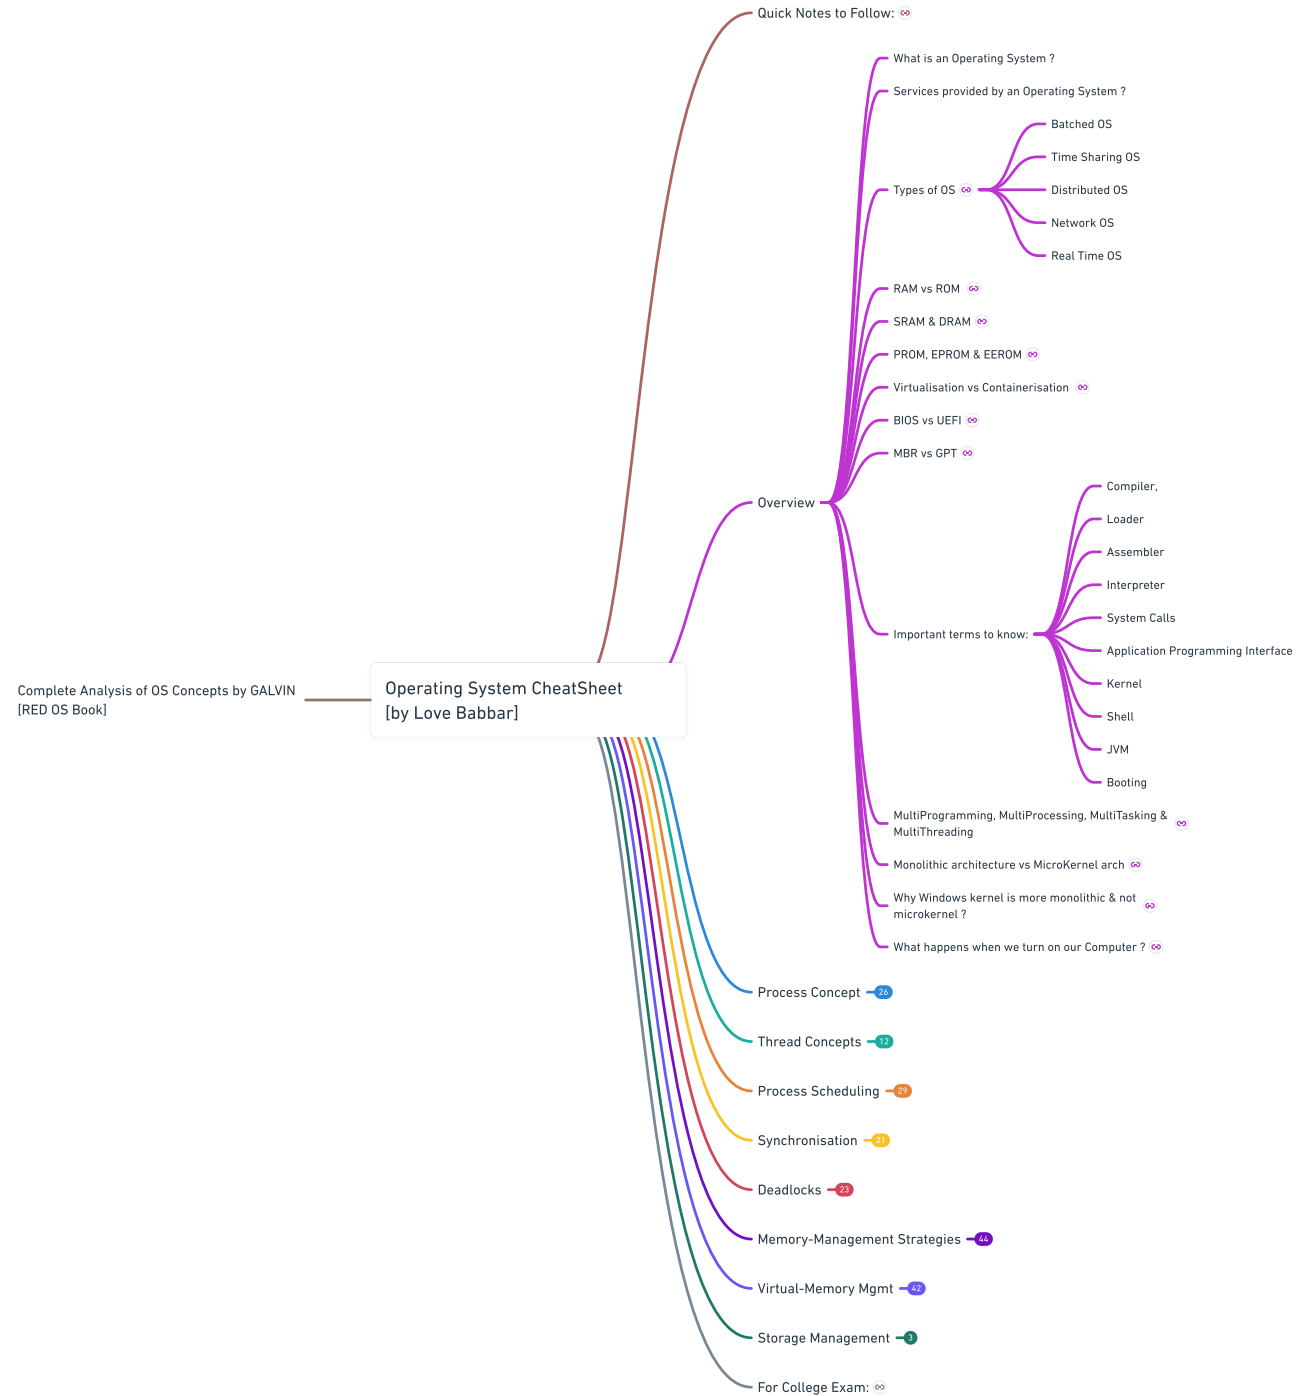 Quick Notes to Follow:
What is an Operating System ?
Services provided by an Operating System ?
Batched OS
Time Sharing OS
Types of OS
Distributed OS
Network OS
Real Time OS
RAM vs ROM
SRAM & DRAM
PROM, EPROM & EEROM
Virtualisation vs Containerisation
BIOS vs UEFI
MBR vs GPT
Overview
Compiler,
Loader
Assembler
Interpreter
System Calls
Important terms to know:
Application Programming Interface
Kernel
Shell
JVM
Booting
Complete Analysis of OS Concepts by GALVIN
[RED OS Book]
Operating System CheatSheet
[by Love Babbar]
MultiProgramming, MultiProcessing, MultiTasking &
MultiThreading
Monolithic architecture vs MicroKernel arch
Why Windows kernel is more monolithic & not
microkernel ?
What happens when we turn on our Computer ?
Process Concept 26
Thread Concepts 12
Process Scheduling 29
Synchronisation 21
Deadlocks 23
Memory-Management Strategies 44
Virtual-Memory Mgmt 42
Storage Management 3
For College Exam: